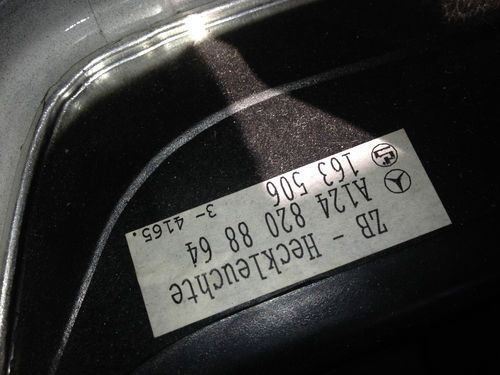 ZB - Heckleuchte
A124 820 88 64
163 506
3- 4165.